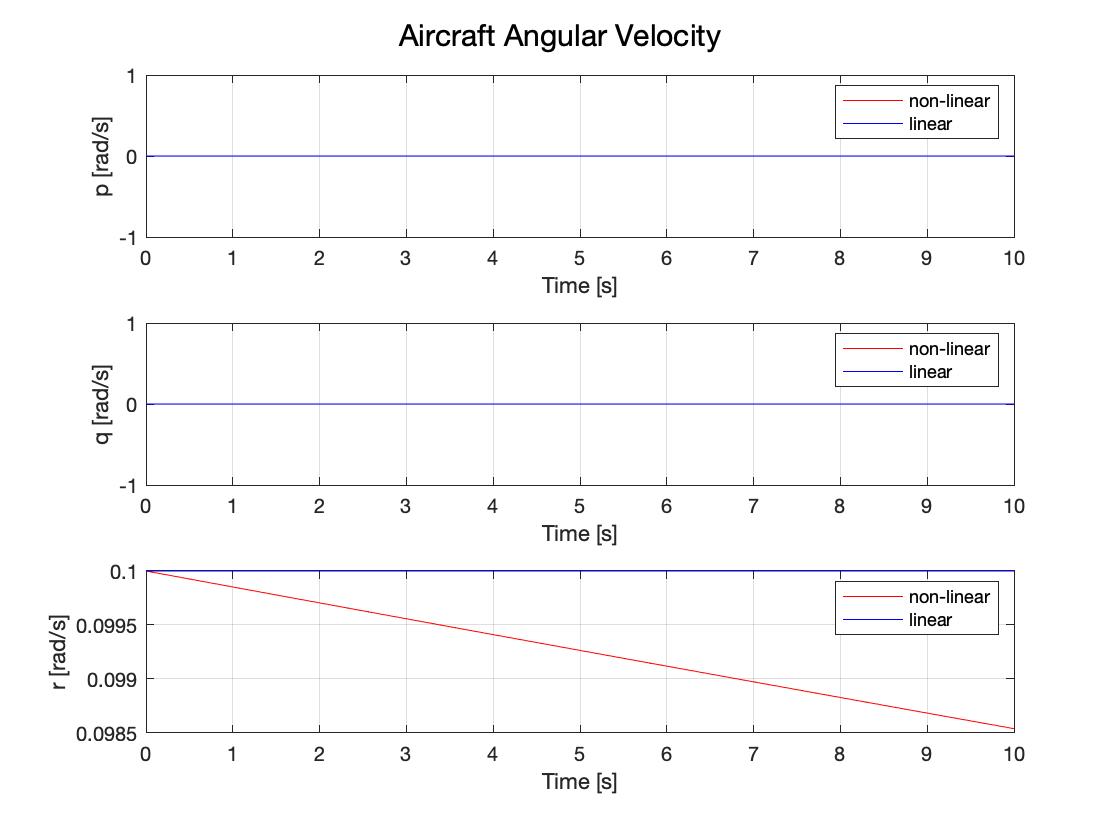 Aircraft Angular Velocity
1
0
-1
p [rad/s]
non-linear
linear
0 1 2 3 4 5 6 7 8 9 10
Time [s]
1
0
-1
q [rad/s]
non-linear
linear
0 1 2 3 4 5 6 7 8 9 10
Time [s]
0.1
0.0995
0.099
0.0985
r [rad/s]
non-linear
linear
0 1 2 3 4 5 6 7 8 9 10
Time [s]